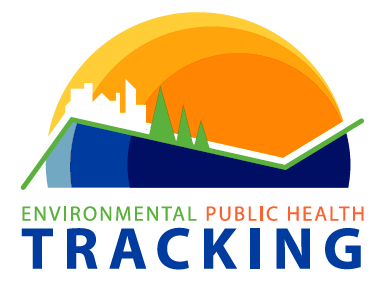 ENVIRONMENTAL PUBLIC HEALTH
TRACKING